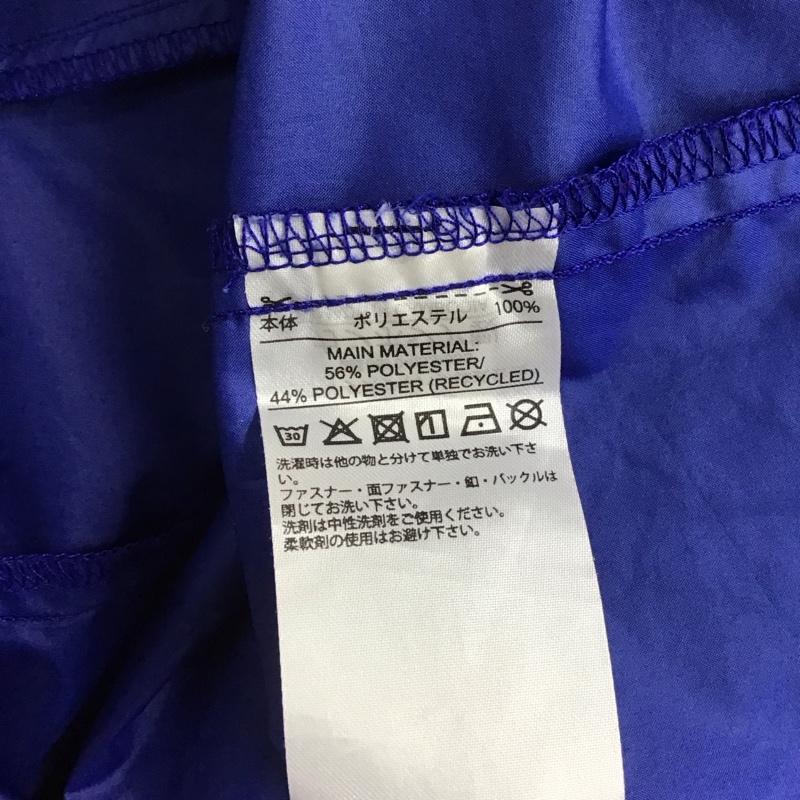 本体 ポリエステル 100%
MAIN MATERIAL:
56% POLYESTER/
44% POLYESTER (RECYCLED)
30
洗濯時は他の物と分けて単独でお洗い下さ
い。
ファスナー・面ファスナー・釦・バックルは
閉じてお洗い下さい。
洗剤は中性洗剤をご使用ください。
柔軟剤の使用はお避け下さい。